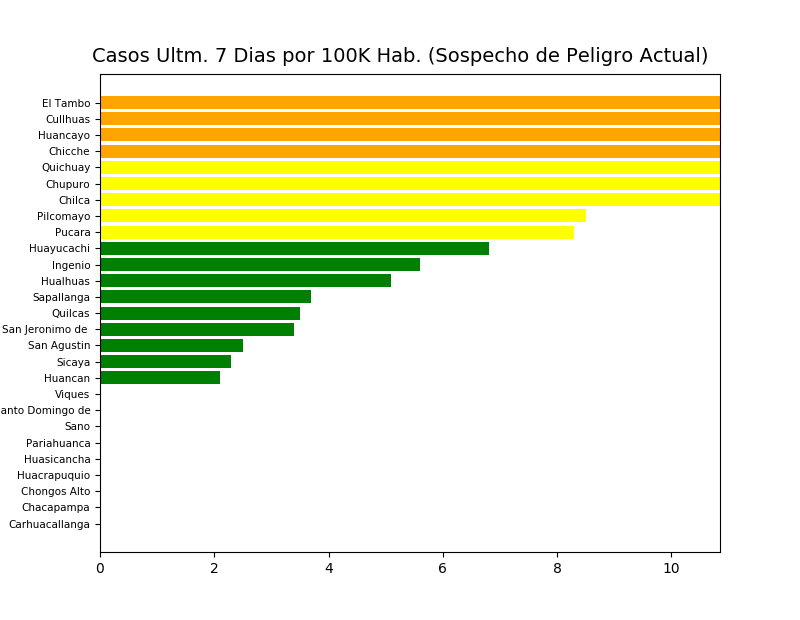 Casos Ultm. 7 Dias por 100K Hab. (Sospecho de Peligro Actual)
El Tambo
Cullhuas
Huancayo
Chicche
Quichuay
Chupuro
Chilca
Pilcomayo
Pucara
Huayucachi
Ingenio
Hualhuas
Sapallanga
Quilcas
San Jeronimo de
San Agustin
Sicaya
Huancan
Viques
anto Domingo de
Sano
Pariahuanca
Huasicancha
Huacrapuquio
Chongos Alto
Chacapampa
Carhuacallanga
0 2 4 6 8 10